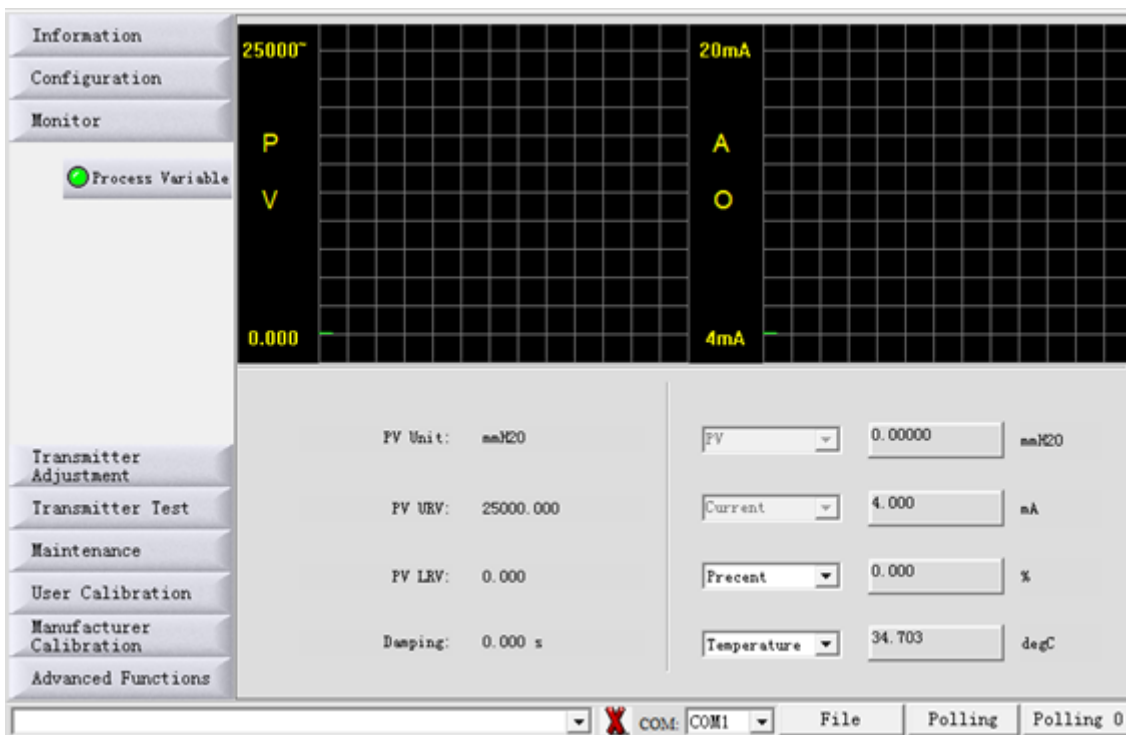 Information
Configuration
Monitor
Process Variable
Transmitter
Adjustment
Transmitter Test
Maintenance
User Calibration
Manufacturer
Calibration
Advanced Functions
25000~
P
V
0.000
20mA
A
O
4mA
PV Unit: mmH2O
PV URV: 25000.000
PV LRV: 0.000
Damping: 0.000 s
PV 0.00000 mmH2O
Current 4.000 mA
Precent 0.000 %
Temperature 34.703 degC
COM: COM1 File Polling Polling 0